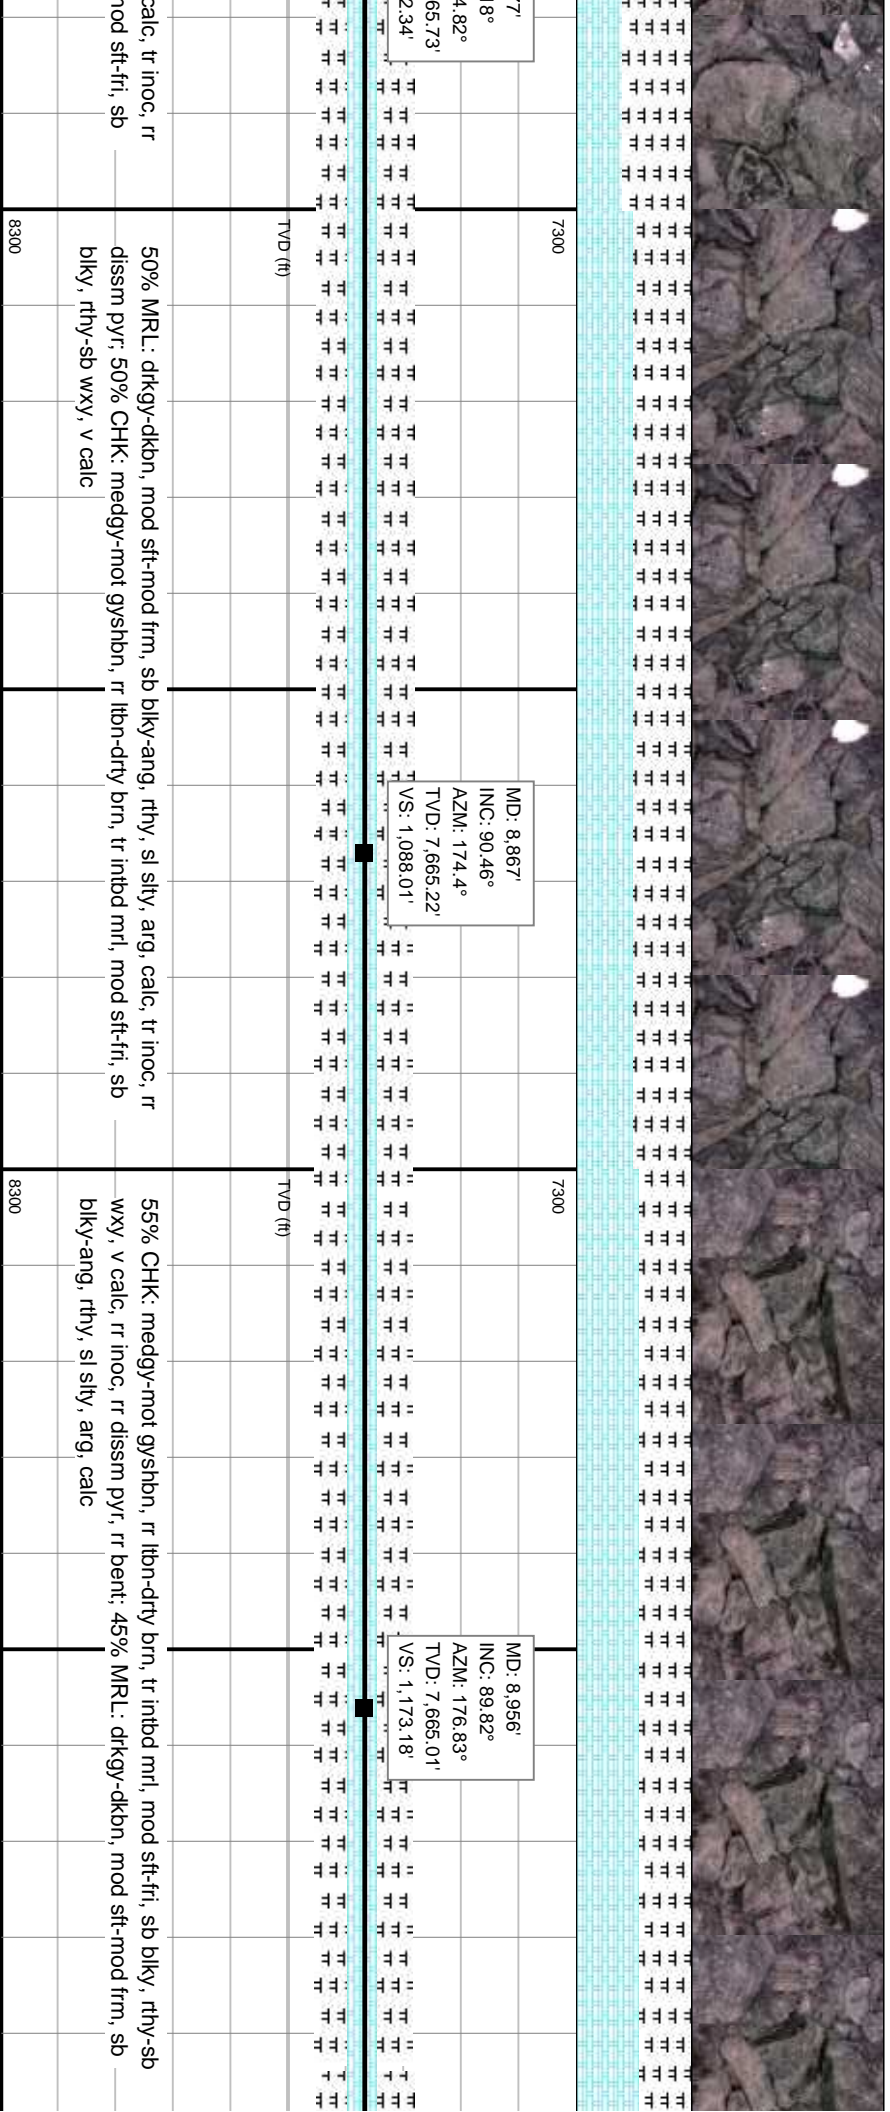 calc, tr inoc, rr
mod sft-fri, sb
77'
18°
4.82°
65.73'
2.34'
7300
TVD (ft)
8300
50% MRL: drkgy-dkbn, mod sft-mod frm, sb blky-ang, rthy, sl slty, arg, calc, tr inoc, rr
dissm pyr; 50% CHK: medgy-mot gyshbn, rr ltbn-drty brn, tr intbd mrl, mod sft-fri, sb
blky, rthy-sb wxy, v calc
MD: 8,867'
INC: 90.46°
AZM: 174.4°
TVD: 7,665.22'
VS: 1,088.01'
7300
TVD (ft)
8300
55% CHK: medgy-mot gyshbn, rr ltbn-drty brn, tr intbd mrl, mod sft-fri, sb blky, rthy-sb
wxy, v calc, rr inoc, rr dissm pyr, rr bent; 45% MRL: drkgy-dkbn, mod sft-mod frm, sb
blky-ang, rthy, sl slty, arg, calc
MD: 8,956'
INC: 89.82°
AZM: 176.83°
TVD: 7,665.01'
VS: 1,173.18'